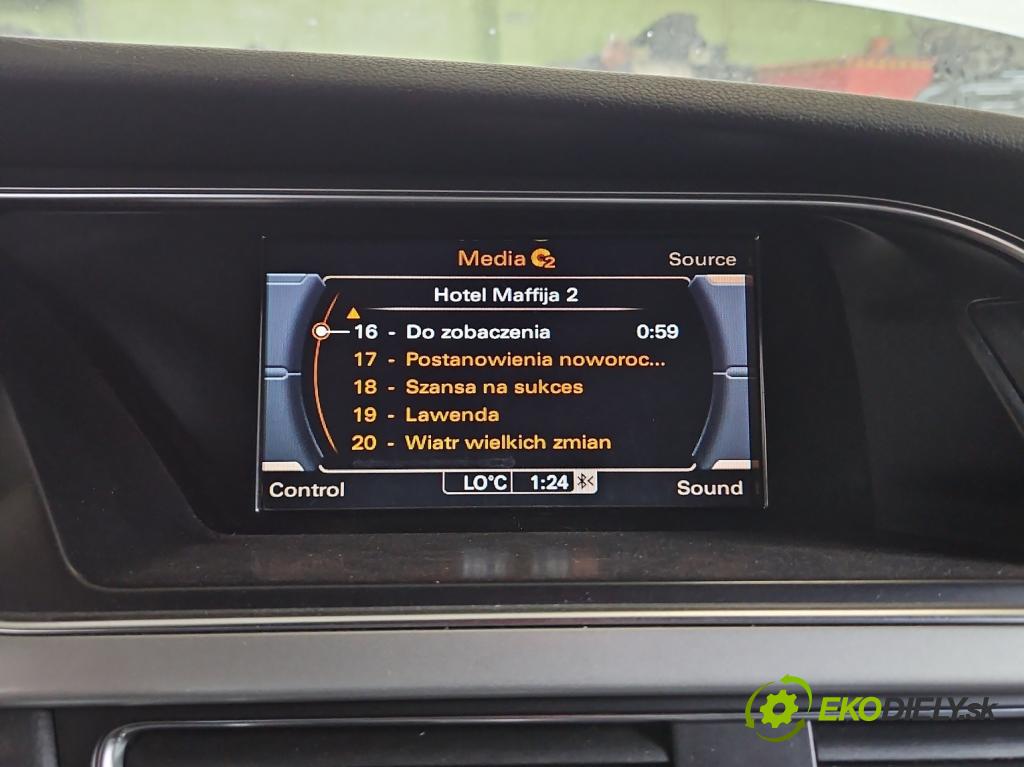 Media 2
Source
Hotel Maffija 2
16 - Do zobaczenia 0:59
17 - Postanowienia noworoc...
18 - Szansa na sukces
19 - Lawenda
20 - Wiatr wielkich zmian
Control
LO°C 1:24
Sound
EKODIELY.sk